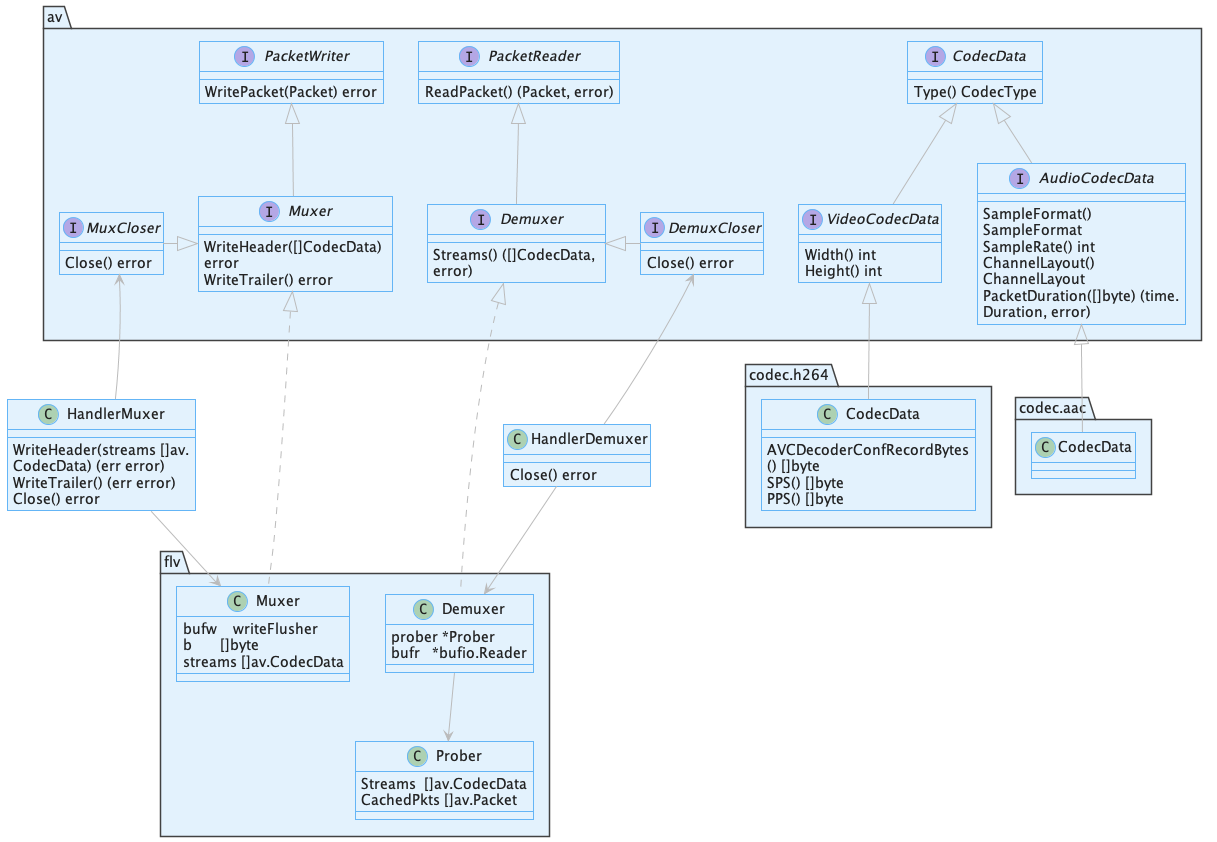 av
I PacketWriter
WritePacket(Packet) error
I PacketReader
ReadPacket() (Packet, error)
I CodecData
Type() CodecType
I MuxCloser
Close() error
I Muxer
WriteHeader([]CodecData)
error
WriteTrailer() error
I Demuxer
Streams() ([]CodecData,
error)
I DemuxCloser
Close() error
I VideoCodecData
Width() int
Height() int
I AudioCodecData
SampleFormat()
SampleFormat
SampleRate() int
ChannelLayout()
ChannelLayout
PacketDuration([]byte) (time.
Duration, error)
C HandlerMuxer
WriteHeader(streams []av.
CodecData) (err error)
WriteTrailer() (err error)
Close() error
C HandlerDemuxer
Close() error
codec.h264
C CodecData
AVCDecoderConfRecordBytes
() []byte
SPS() []byte
PPS() []byte
codec.aac
C CodecData
flv
C Muxer
bufw    writeFlusher
b       []byte
streams []av.CodecData
C Demuxer
prober *Prober
bufr   *bufio.Reader
C Prober
Streams  []av.CodecData
CachedPkts []av.Packet